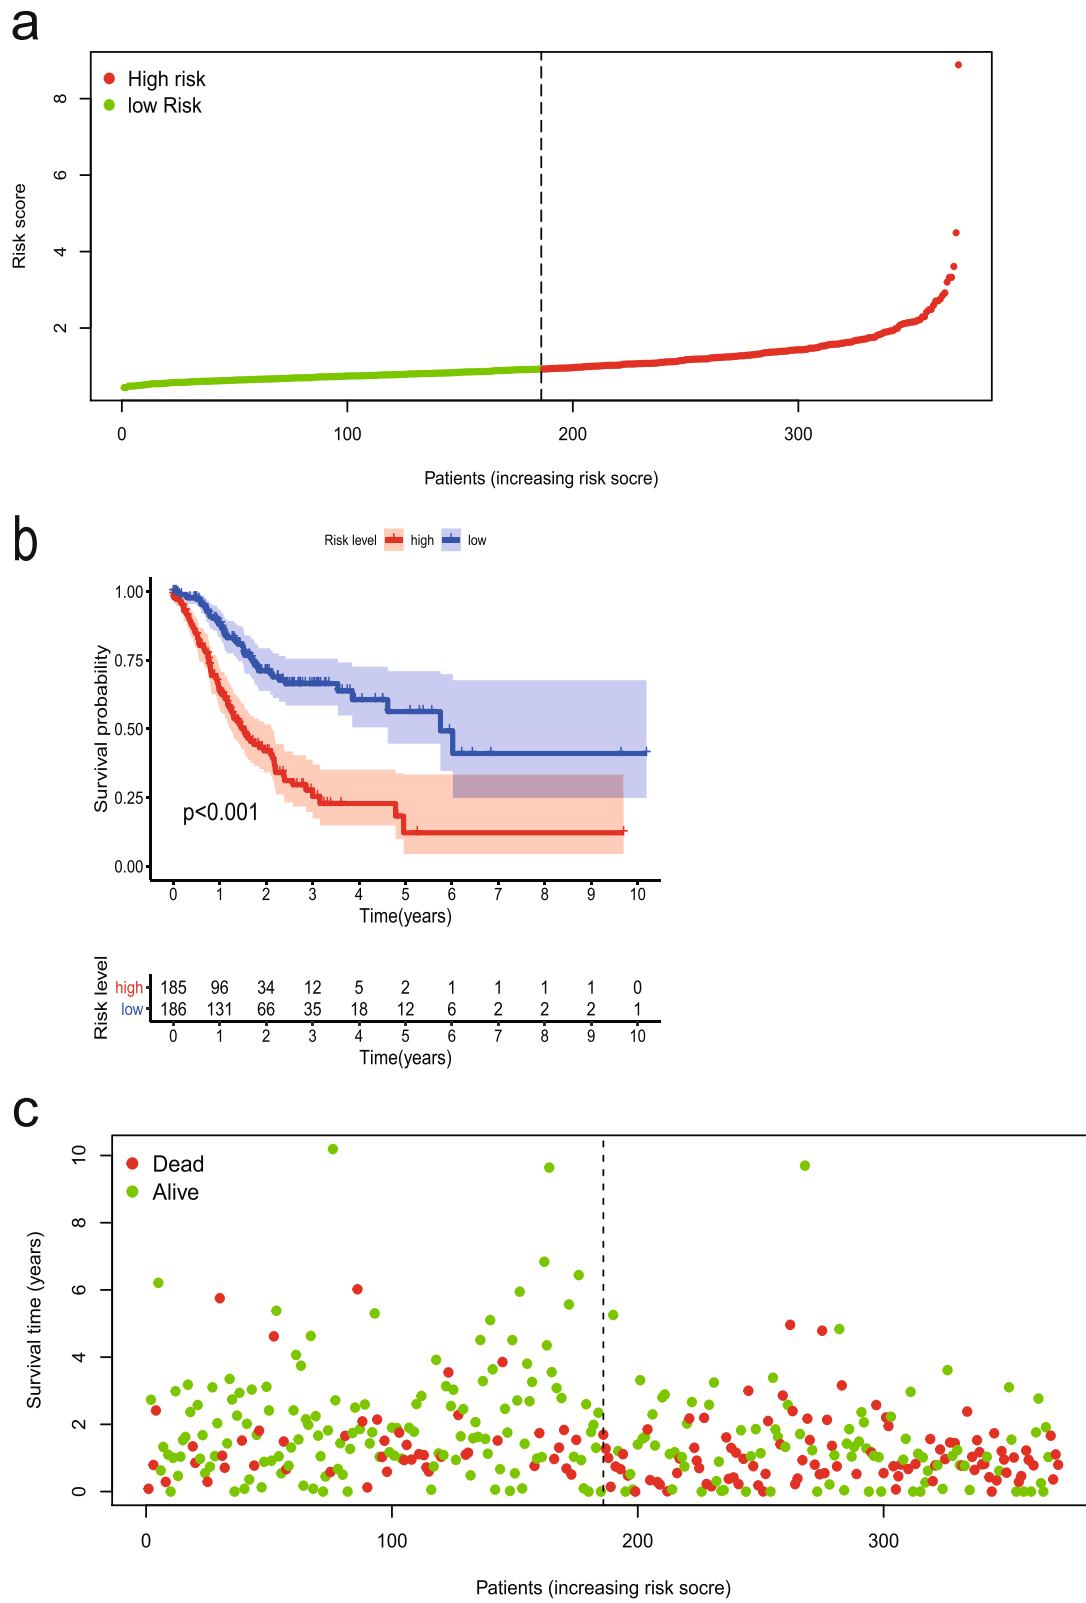 a
High risk
low Risk
Risk score
8
6
4
2
0 100 200 300
Patients (increasing risk socre)
b
Risk level high low
Survival probability
1.00
0.75
0.50
0.25
0.00
p<0.001
0 1 2 3 4 5 6 7 8 9 10
Time(years)
Risk level
high 185 96 34 12 5 2 1 1 1 1 0
low 186 131 66 35 18 12 6 2 2 2 1
0 1 2 3 4 5 6 7 8 9 10
Time(years)
c
Dead
Alive
Survival time (years)
10
8
6
4
2
0
0 100 200 300
Patients (increasing risk socre)